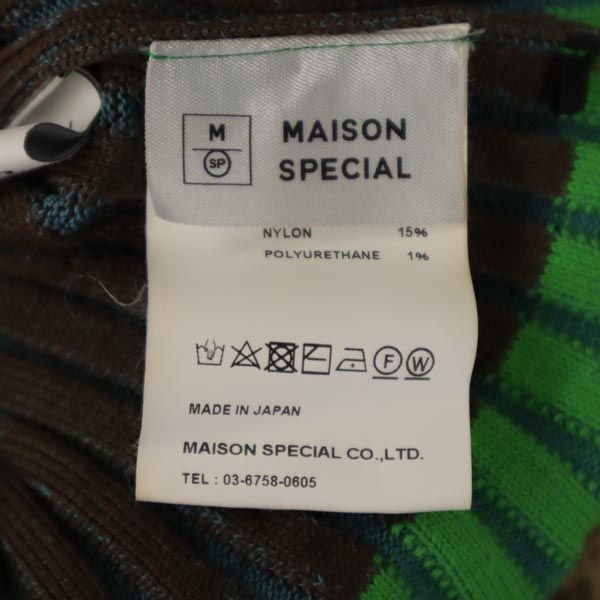 M
SP
MAISON
SPECIAL
NYLON 15%
POLYURETHANE 1%
F W
MADE IN JAPAN
MAISON SPECIAL CO.,LTD.
TEL : 03-6758-0605